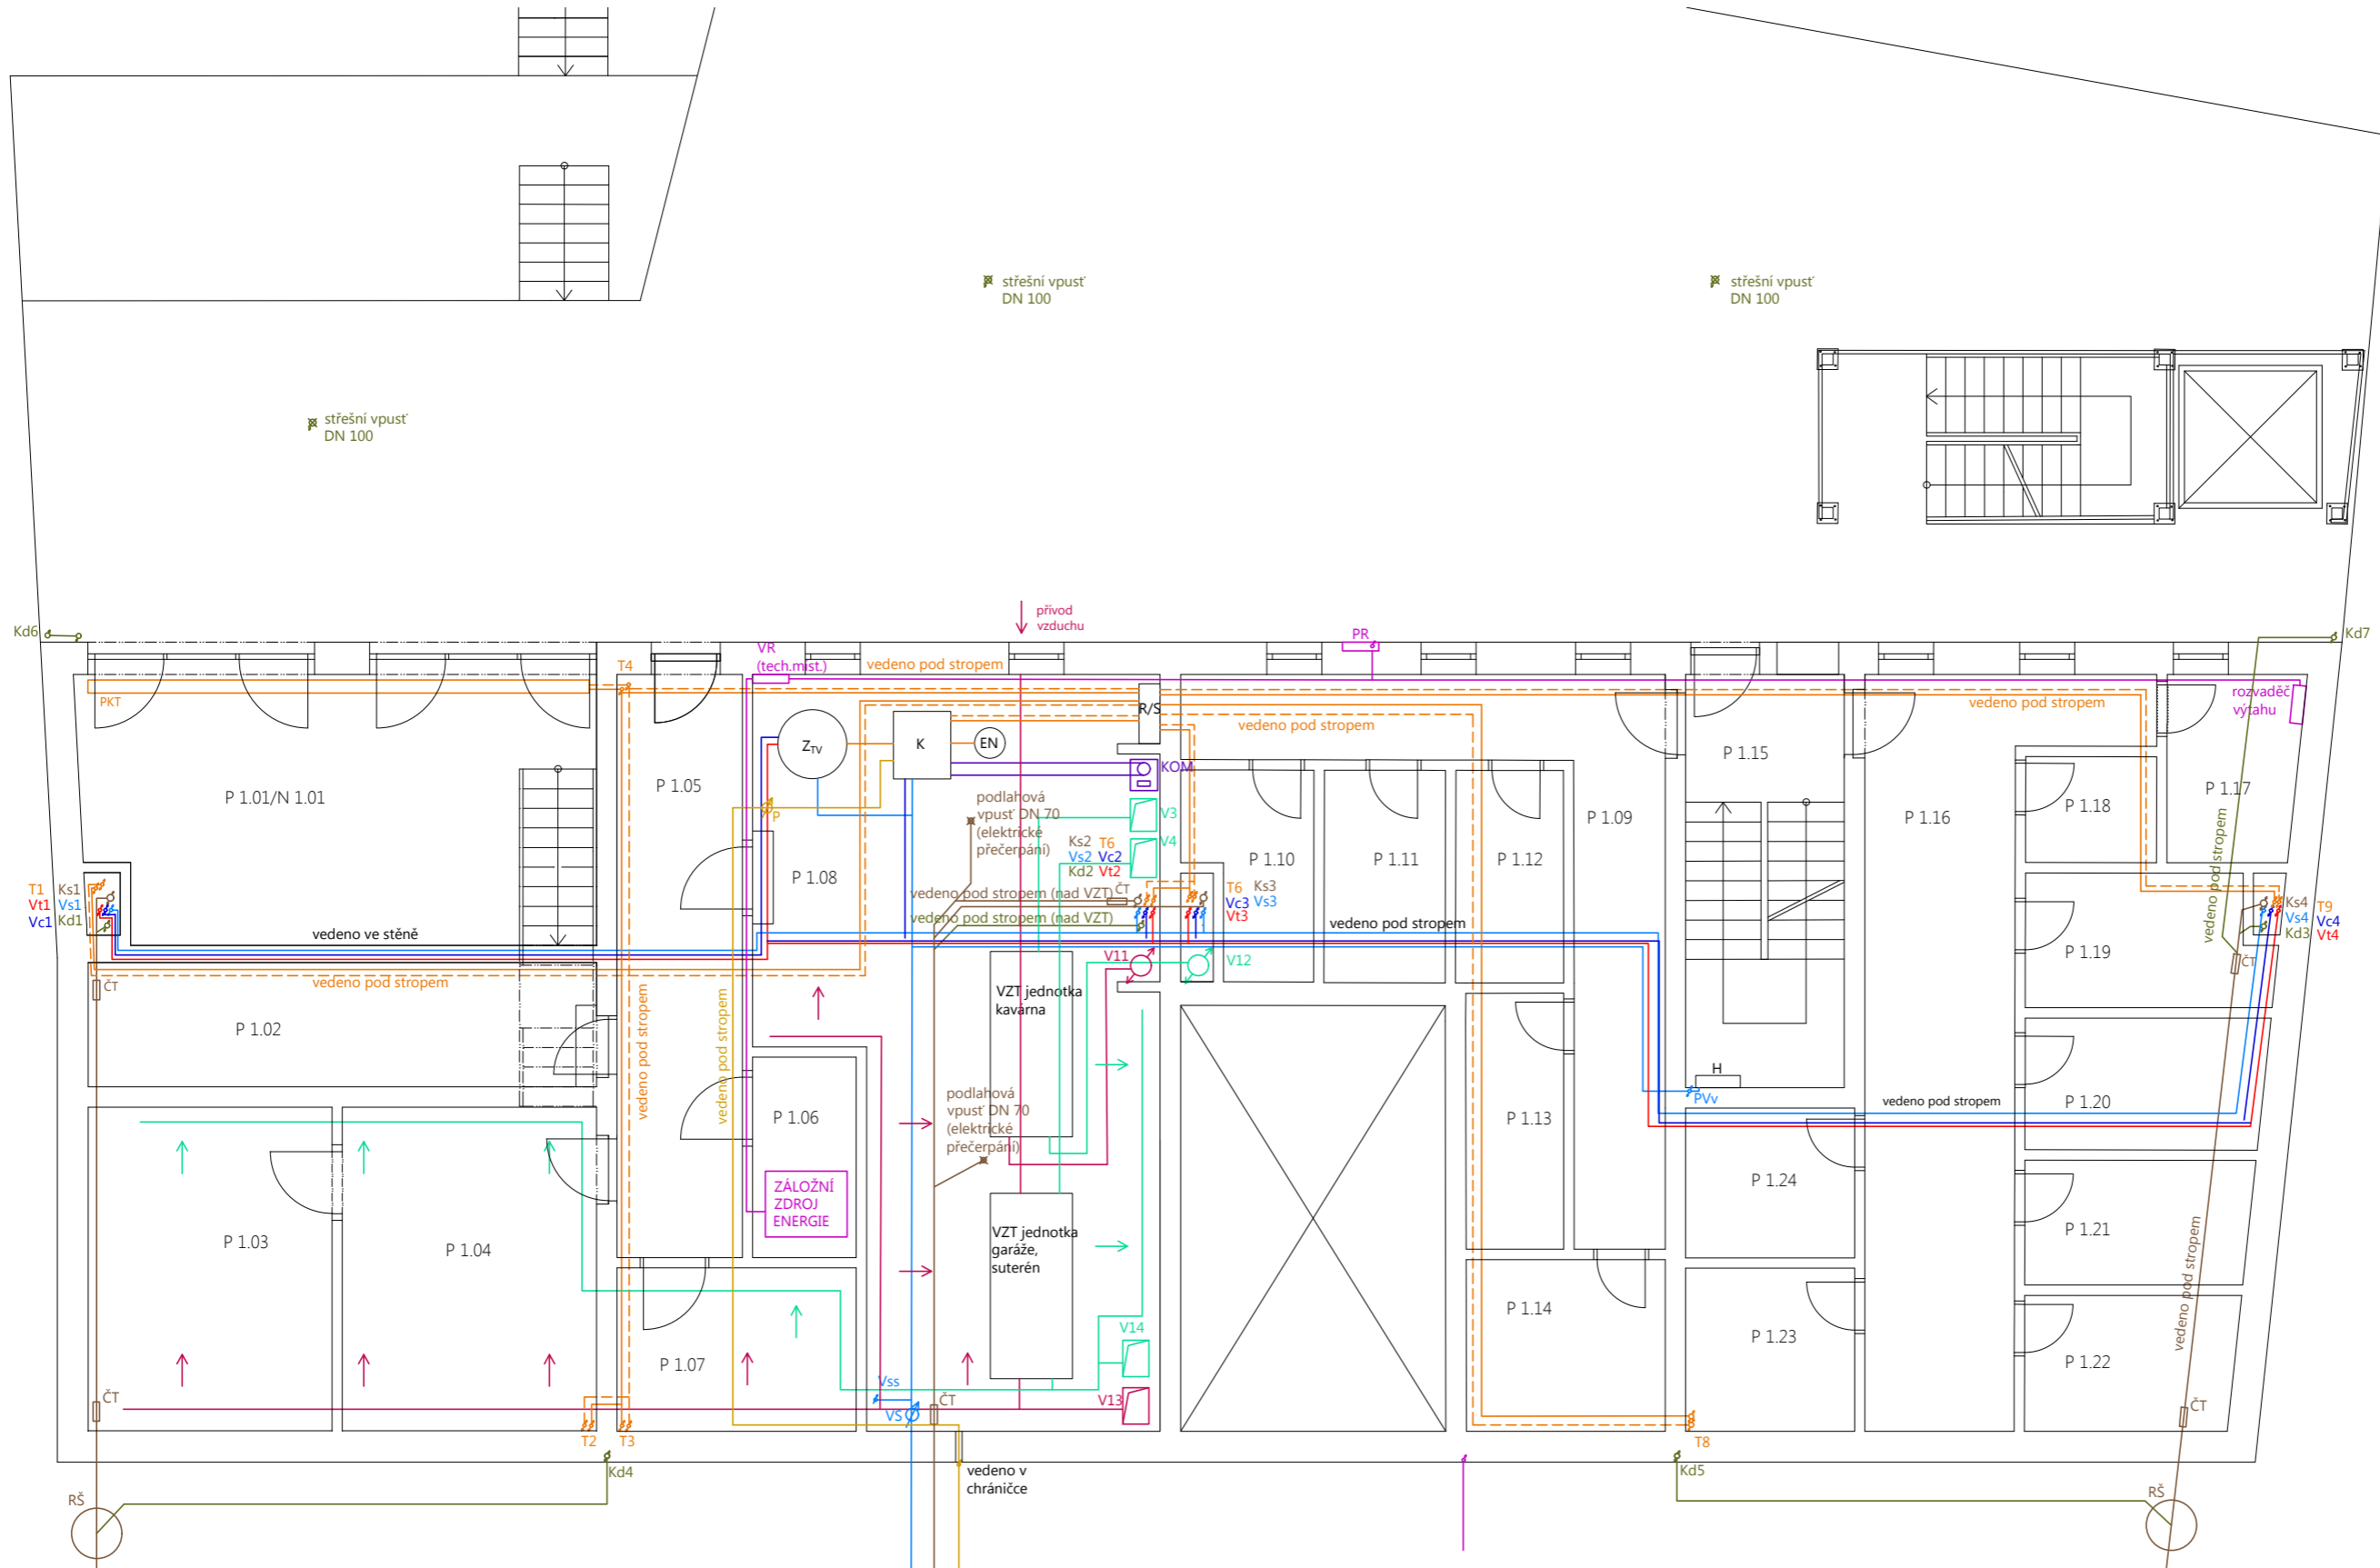 střešní vpusť
DN 100
střešní vpusť
DN 100
střešní vpusť
DN 100
přívod
vzduchu
Kd6
Kd7
PR
VR
(tech.mist.)
T4
vedeno pod stropem
PKT
R/S
vedeno pod stropem
vedeno pod stropem
rozvaděč
výtahu
ZTV
K
EN
KOM
P 1.01/N 1.01
P 1.05
P 1.15
P 1.17
P 1.18
P
podlahová
vpusť DN 70
(elektrické
přečerpání)
V3
V4
P 1.09
P 1.16
Ks2 T6
Vs2 Vc2
Kd2 Vt2
P 1.10
P 1.11
P 1.12
P 1.08
T1 Ks1
Vt1 Vs1
Vc1 Kd1
vedeno pod stropem (nad VZT)
ČT
vedeno pod stropem (nad VZT)
T6 Ks3
Vc3 Vs3
Vt3
vedeno pod stropem
Ks4 T9
Vs4 Vc4
Kd3 Vt4
vedeno ve stěně
vedeno pod stropem
vedeno pod stropem
V11
V12
ČT
P 1.19
vedeno pod stropem
ČT
VZT jednotka
kavárna
P 1.02
vedeno pod stropem
vedeno pod stropem
H
PVv
vedeno pod stropem
P 1.20
podlahová
vpusť DN 70
(elektrické
přečerpání)
P 1.06
P 1.13
P 1.24
ZÁLOŽNÍ
ZDROJ
ENERGIE
P 1.03
P 1.04
VZT jednotka
garáže,
suterén
P 1.21
vedeno pod stropem
P 1.14
P 1.23
V14
P 1.07
P 1.22
Vss
ČT
VS
ČT
V13
ČT
T2
T3
T8
Kd4
vedeno v
chráničce
Kd5
RŠ
RŠ